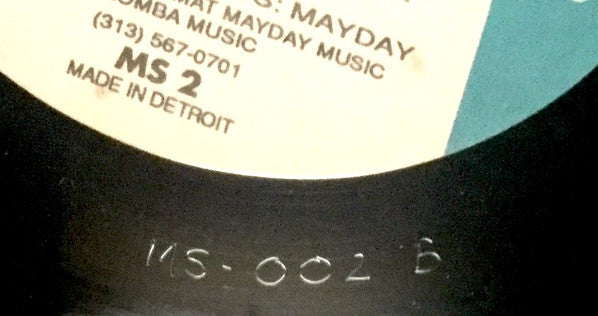 G: MAYDAY
MAT MAYDAY MUSIC
OMBA MUSIC
(313) 567-0701
MS 2
MADE IN DETROIT
MS-002 B